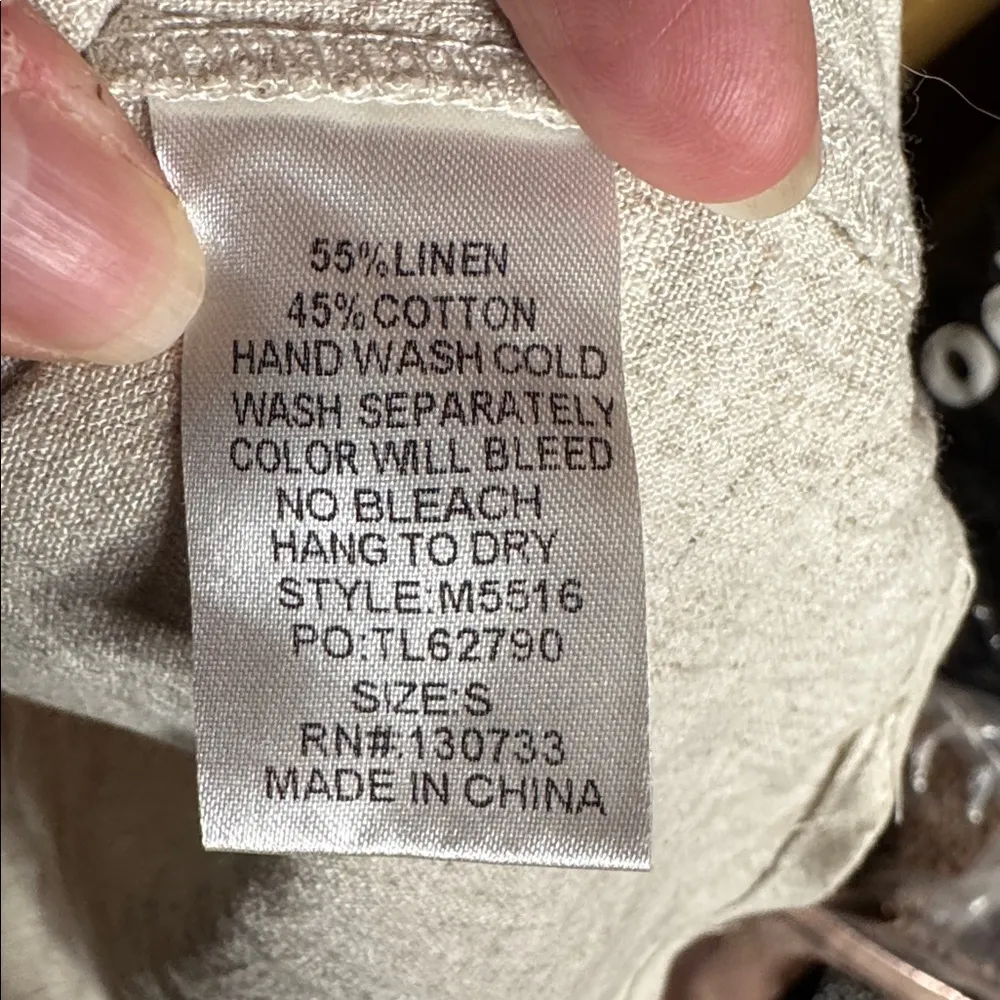 55%LINEN
45%COTTON
HAND WASH COLD
WASH SEPARATELY
COLOR WILL BLEED
NO BLEACH
HANG TO DRY
STYLE:M5516
PO:TL62790
SIZE:S
RN#:130733
MADE IN CHINA